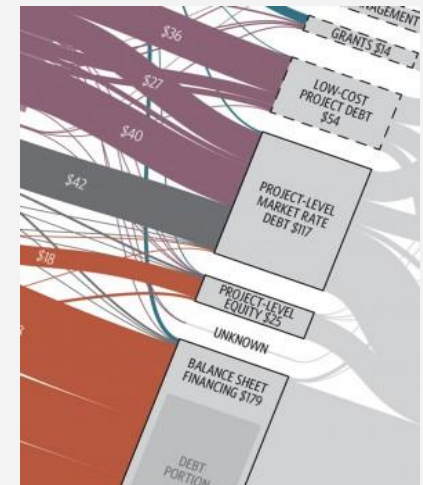 GRANTS $14
$36
LOW-COST
PROJECT DEBT
$54
$27
$40
PROJECT-LEVEL
MARKET RATE
DEBT $117
$42
$18
PROJECT-LEVEL
EQUITY $25
UNKNOWN
BALANCE SHEET
FINANCING $179
DEBT
PORTION